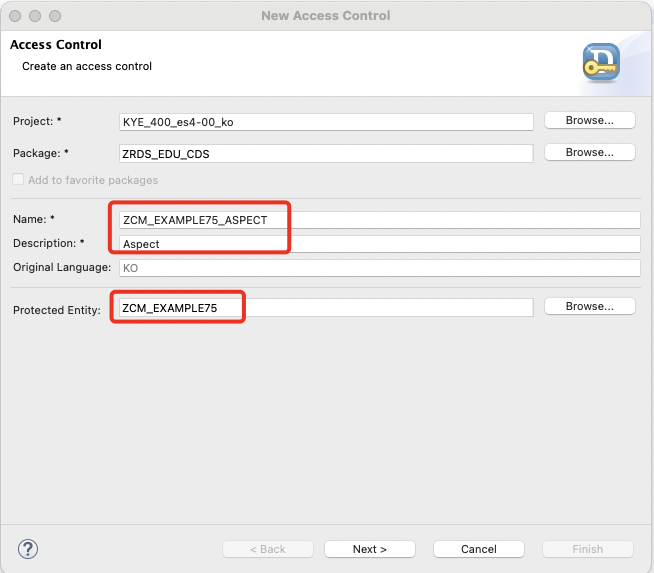 New Access Control
Access Control
Create an access control
D
Project: * KYE_400_es4-00_ko Browse...
Package: * ZRDS_EDU_CDS Browse...
Add to favorite packages
Name: * ZCM_EXAMPLE75_ASPECT
Description: * Aspect
Original Language: KO
Protected Entity: ZCM_EXAMPLE75 Browse...
? < Back Next > Cancel Finish